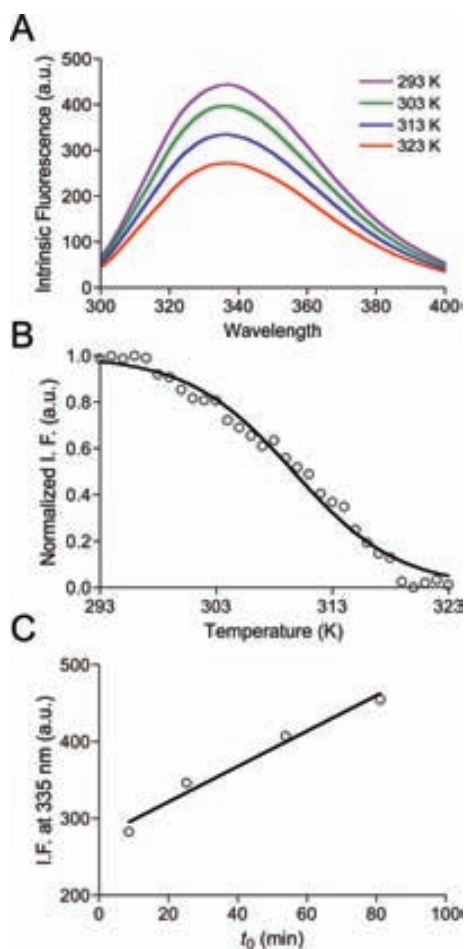 A
Intrinsic Fluorescence (a.u.)
500
400
300
200
100
0
293 K
303 K
313 K
323 K
300 320 340 360 380 400
Wavelength
B
Normalized I. F. (a.u.)
1.0
0.8
0.6
0.4
0.2
0.0
293 303 313 323
Temperature (K)
C
I.F. at 335 nm (a.u.)
500
400
300
200
0 20 40 60 80 100
t0 (min)